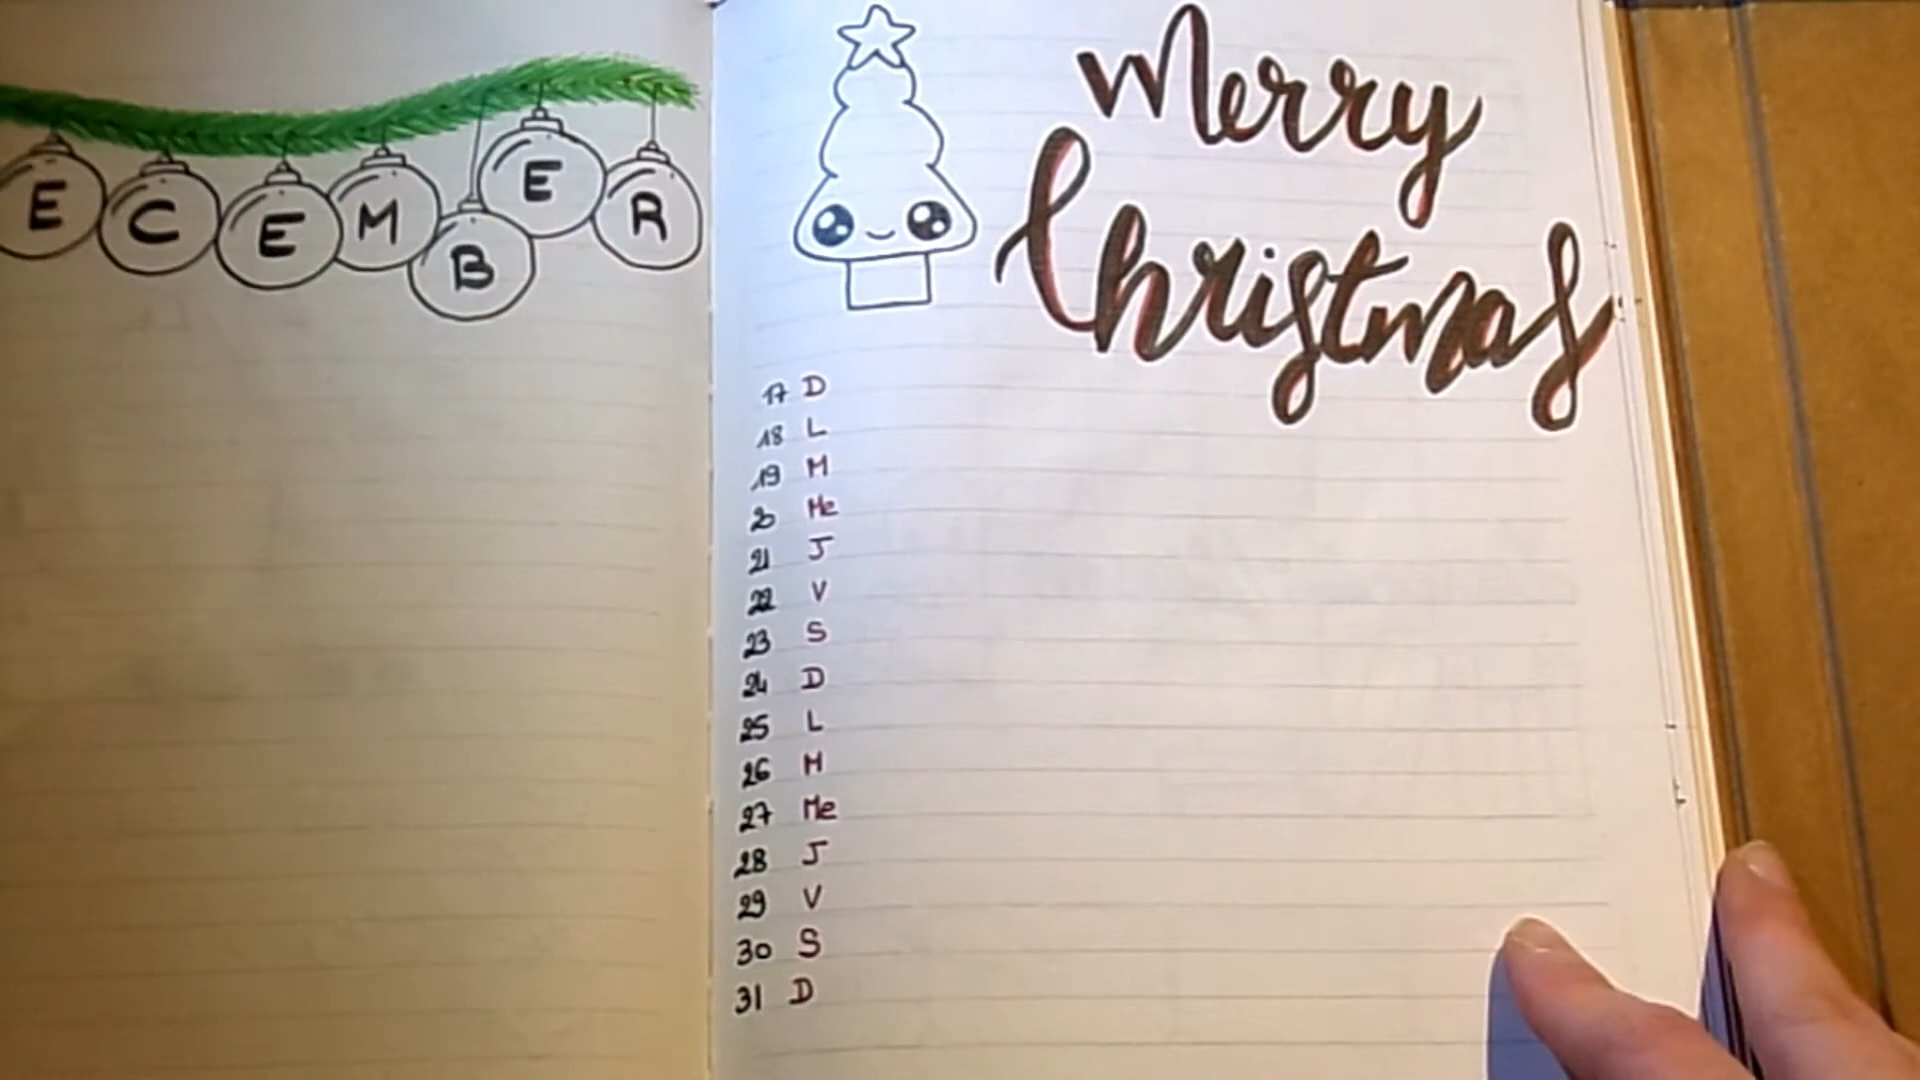 ECEMBER
Merry
Christmas
17 D
18 L
19 M
20 Me
21 J
22 V
23 S
24 D
25 L
26 M
27 Me
28 J
29 V
30 S
31 D